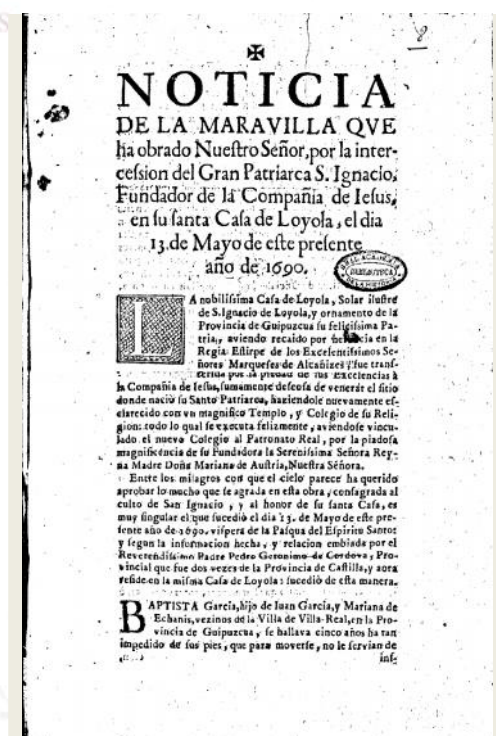 8
✠
NOTICIA
DE LA MARAVILLA QVE
ha obrado Nueſtro Señor, por la inter-
ceſsion del Gran Patriarca S. Ignacio,
Fundador de la Compañia de Ieſus,
en ſu ſanta Caſa de Loyola, el dia
13. de Mayo de eſte preſente
año de 1690.
REAL ACADEMIA
BIBLIOTECA
DE LA HISTORIA
LA nobiliſsima Caſa de Loyola, Solar iluſtre
de S. Ignacio de Loyola, y ornamento de la
Provincia de Guipuzcua ſu feliciſsima Pa-
tria, aviendo recaido por herencia en la
Regia Eſtirpe de los Excelentiſsimos Se-
ñores Marqueſes de Alcañizes, fue tranſ-
ferida por la piedad de ſus Excelencias à
la Compañia de Ieſus, ſumamente deſeoſa de venerar el ſitio
donde naciò ſu Santo Patriarca, haziendole nuevamente eſ-
clarecido con vn magnifico Templo, y Colegio de ſu Reli-
gion: todo lo qual ſe executa felizmente, aviendoſe vincu-
lado el nuevo Colegio al Patronato Real, por la piadoſa
magnificencia de ſu Fundadora la Sereniſsima Señora Rey-
na Madre Doña Mariana de Auſtria, Nueſtra Señora.
Entre los milagros con que el cielo parece ha querido
aprobar lo mucho que ſe agrada en eſta obra, conſagrada al
culto de San Ignacio, y al honor de ſu ſanta Caſa, es
muy ſingular el que ſucediò el dia 13. de Mayo de eſte pre-
ſente año de 1690. viſpera de la Paſqua del Eſpiritu Santo:
y ſegun la informacion hecha, y relacion embiada por el
Reverendiſsimo Padre Pedro Geronimo de Cordova, Pro-
vincial que fue dos vezes de la Provincia de Caſtilla, y aora
reſide en la miſma Caſa de Loyola: ſucediò de eſta manera.
BAPTISTA Garcia, hijo de Iuan Garcia, y Mariana de
Echanis, vezinos de la Villa de Villa-Real, en la Pro-
vincia de Guipuzcua, ſe hallava cinco años ha tan
impedido de ſus pies, que para moverſe, no le ſervian de
inſ-